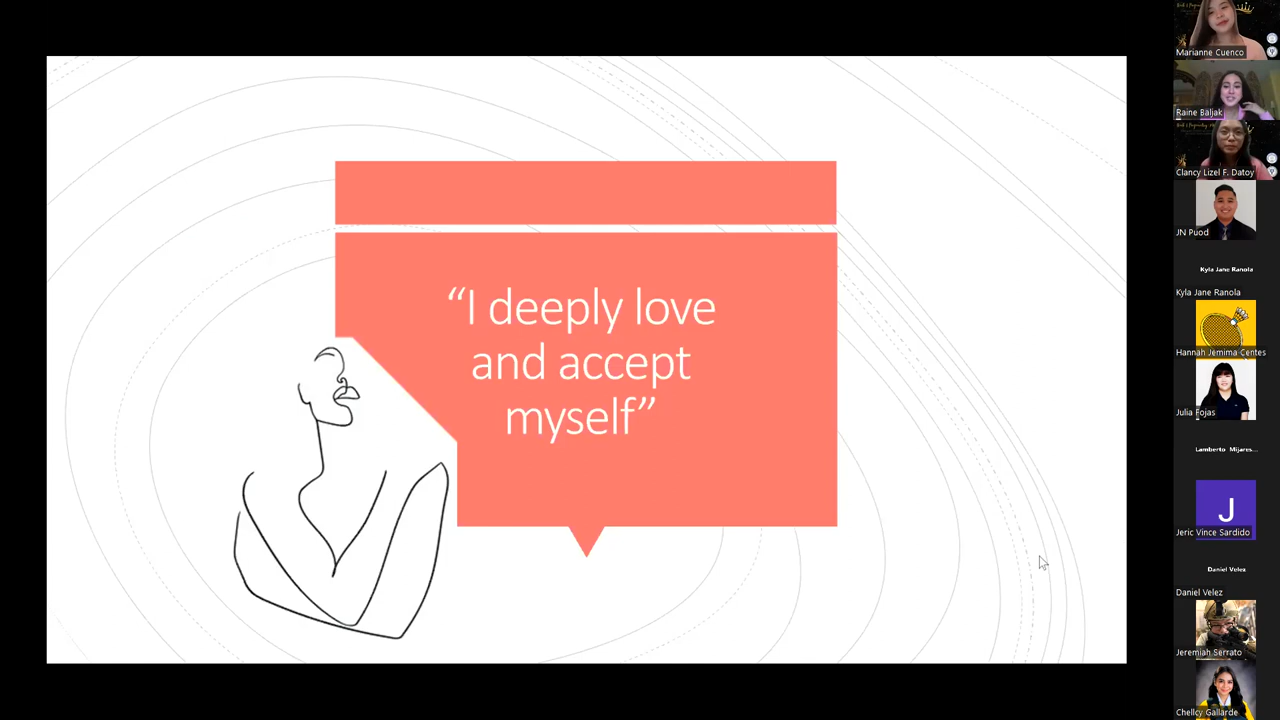 “I deeply love
and accept
myself”
Marianne Cuenco
Raine Baljak
Clancy Lizel F. Datoy
JN Puod
Kyla Jane Ranola
Kyla Jane Ranola
Hannah Jemima Centes
Julia Fojas
Lamberto Mijares...
J
Jeric Vince Sardido
Daniel Velez
Daniel Velez
Jeremiah Serrato
Chellcy Gallarde